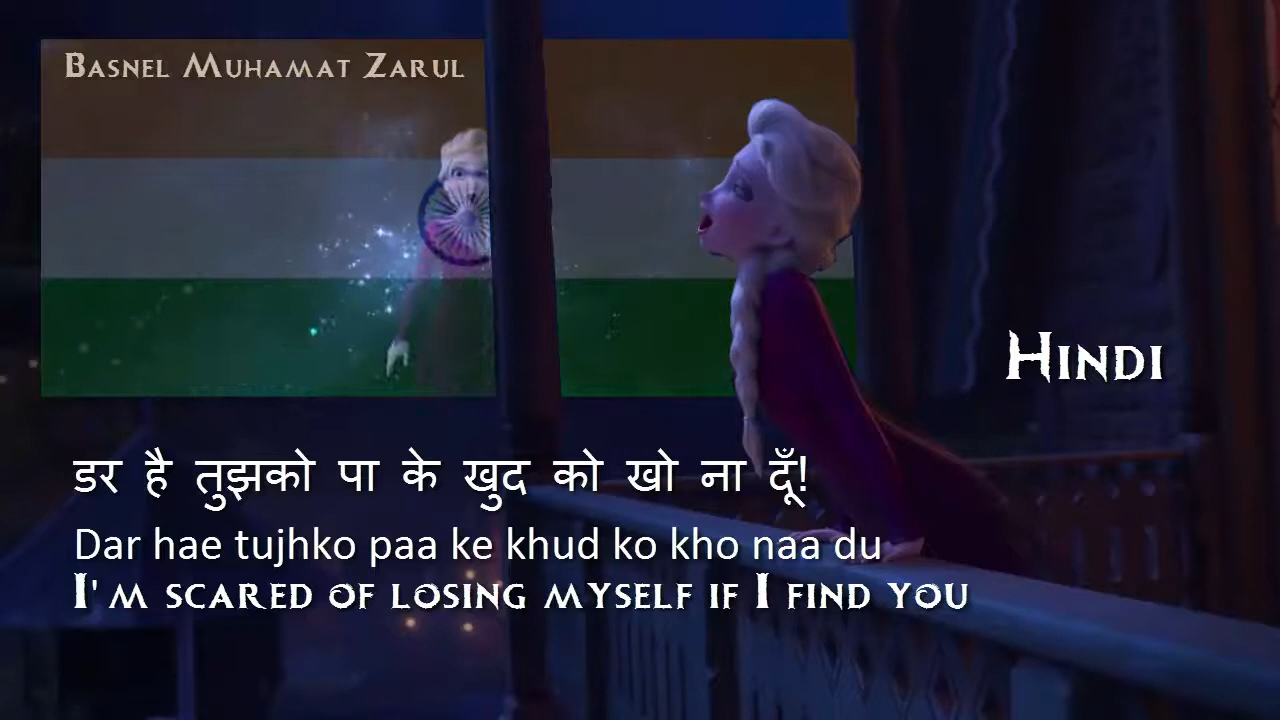 Basnel Muhamat Zarul
Hindi
डर है तुझको पा के खुद को खो ना दूँ!
Dar hae tujhko paa ke khud ko kho naa du
I'm scared of losing myself if I find you